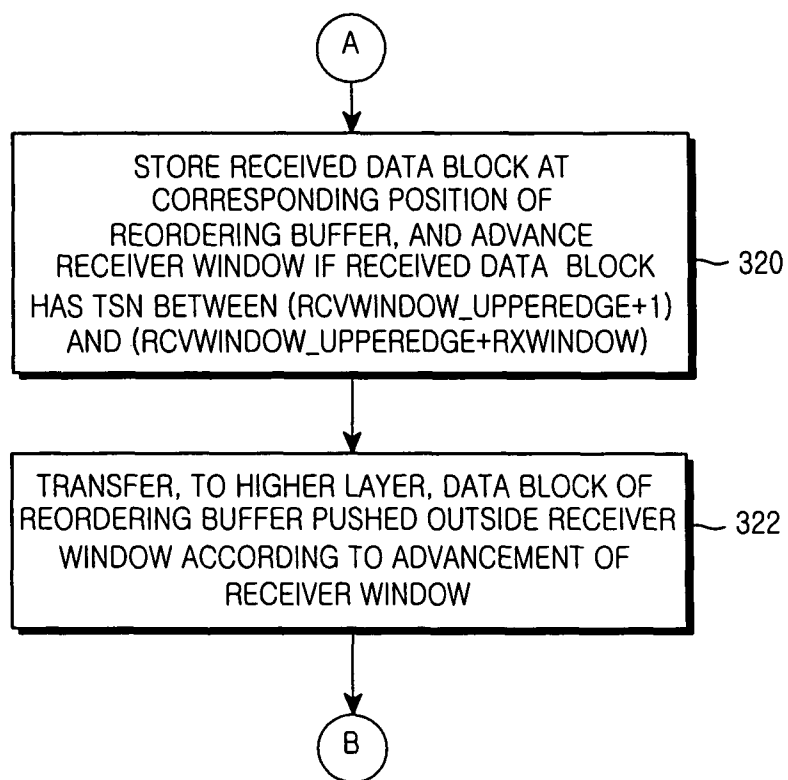 A
STORE RECEIVED DATA BLOCK AT
CORRESPONDING POSITION OF
REORDERING BUFFER, AND ADVANCE
RECEIVER WINDOW IF RECEIVED DATA BLOCK
HAS TSN BETWEEN (RCVWINDOW_UPPEREDGE+1)
AND (RCVWINDOW_UPPEREDGE+RXWINDOW)
320
TRANSFER, TO HIGHER LAYER, DATA BLOCK OF
REORDERING BUFFER PUSHED OUTSIDE RECEIVER
WINDOW ACCORDING TO ADVANCEMENT OF
RECEIVER WINDOW
322
B